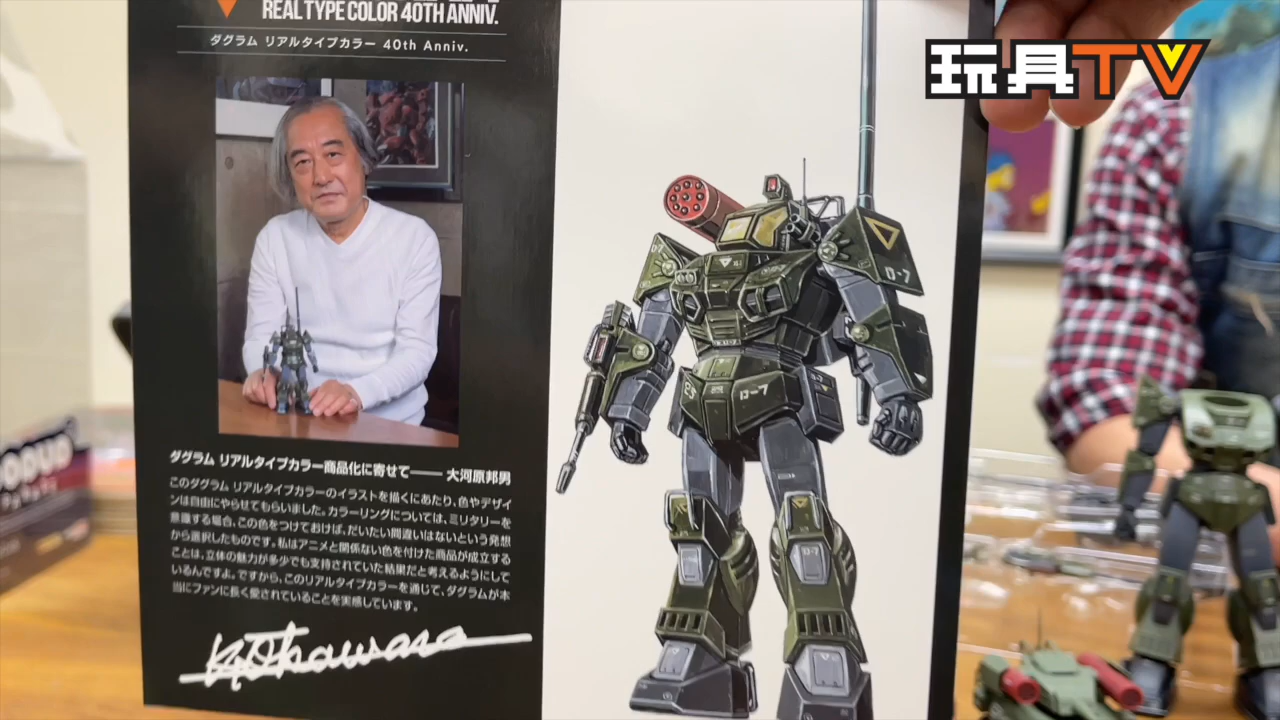 REAL TYPE COLOR 40TH ANNIV.
ダグラム リアルタイプカラー 40th Anniv.
玩具TV
ダグラム リアルタイプカラー商品化に寄せて—— 大河原邦男
このダグラム リアルタイプカラーのイラストを描くにあたり、色やデザイ
ンは自由にやらせてもらいました。カラーリングについては、ミリタリーを
意識する場合、この色をつけておけば、だいたい間違いはないという発想
から選択したものです。私はアニメと関係ない色を付けた商品が成立する
ことは、立体の魅力が多少でも支持されていた結果だと考えるようにして
いるんですよ。ですから、このリアルタイプカラーを通じて、ダグラムが本
当にファンに長く愛されていることを実感しています。
K.Okawara
D-7
D-7